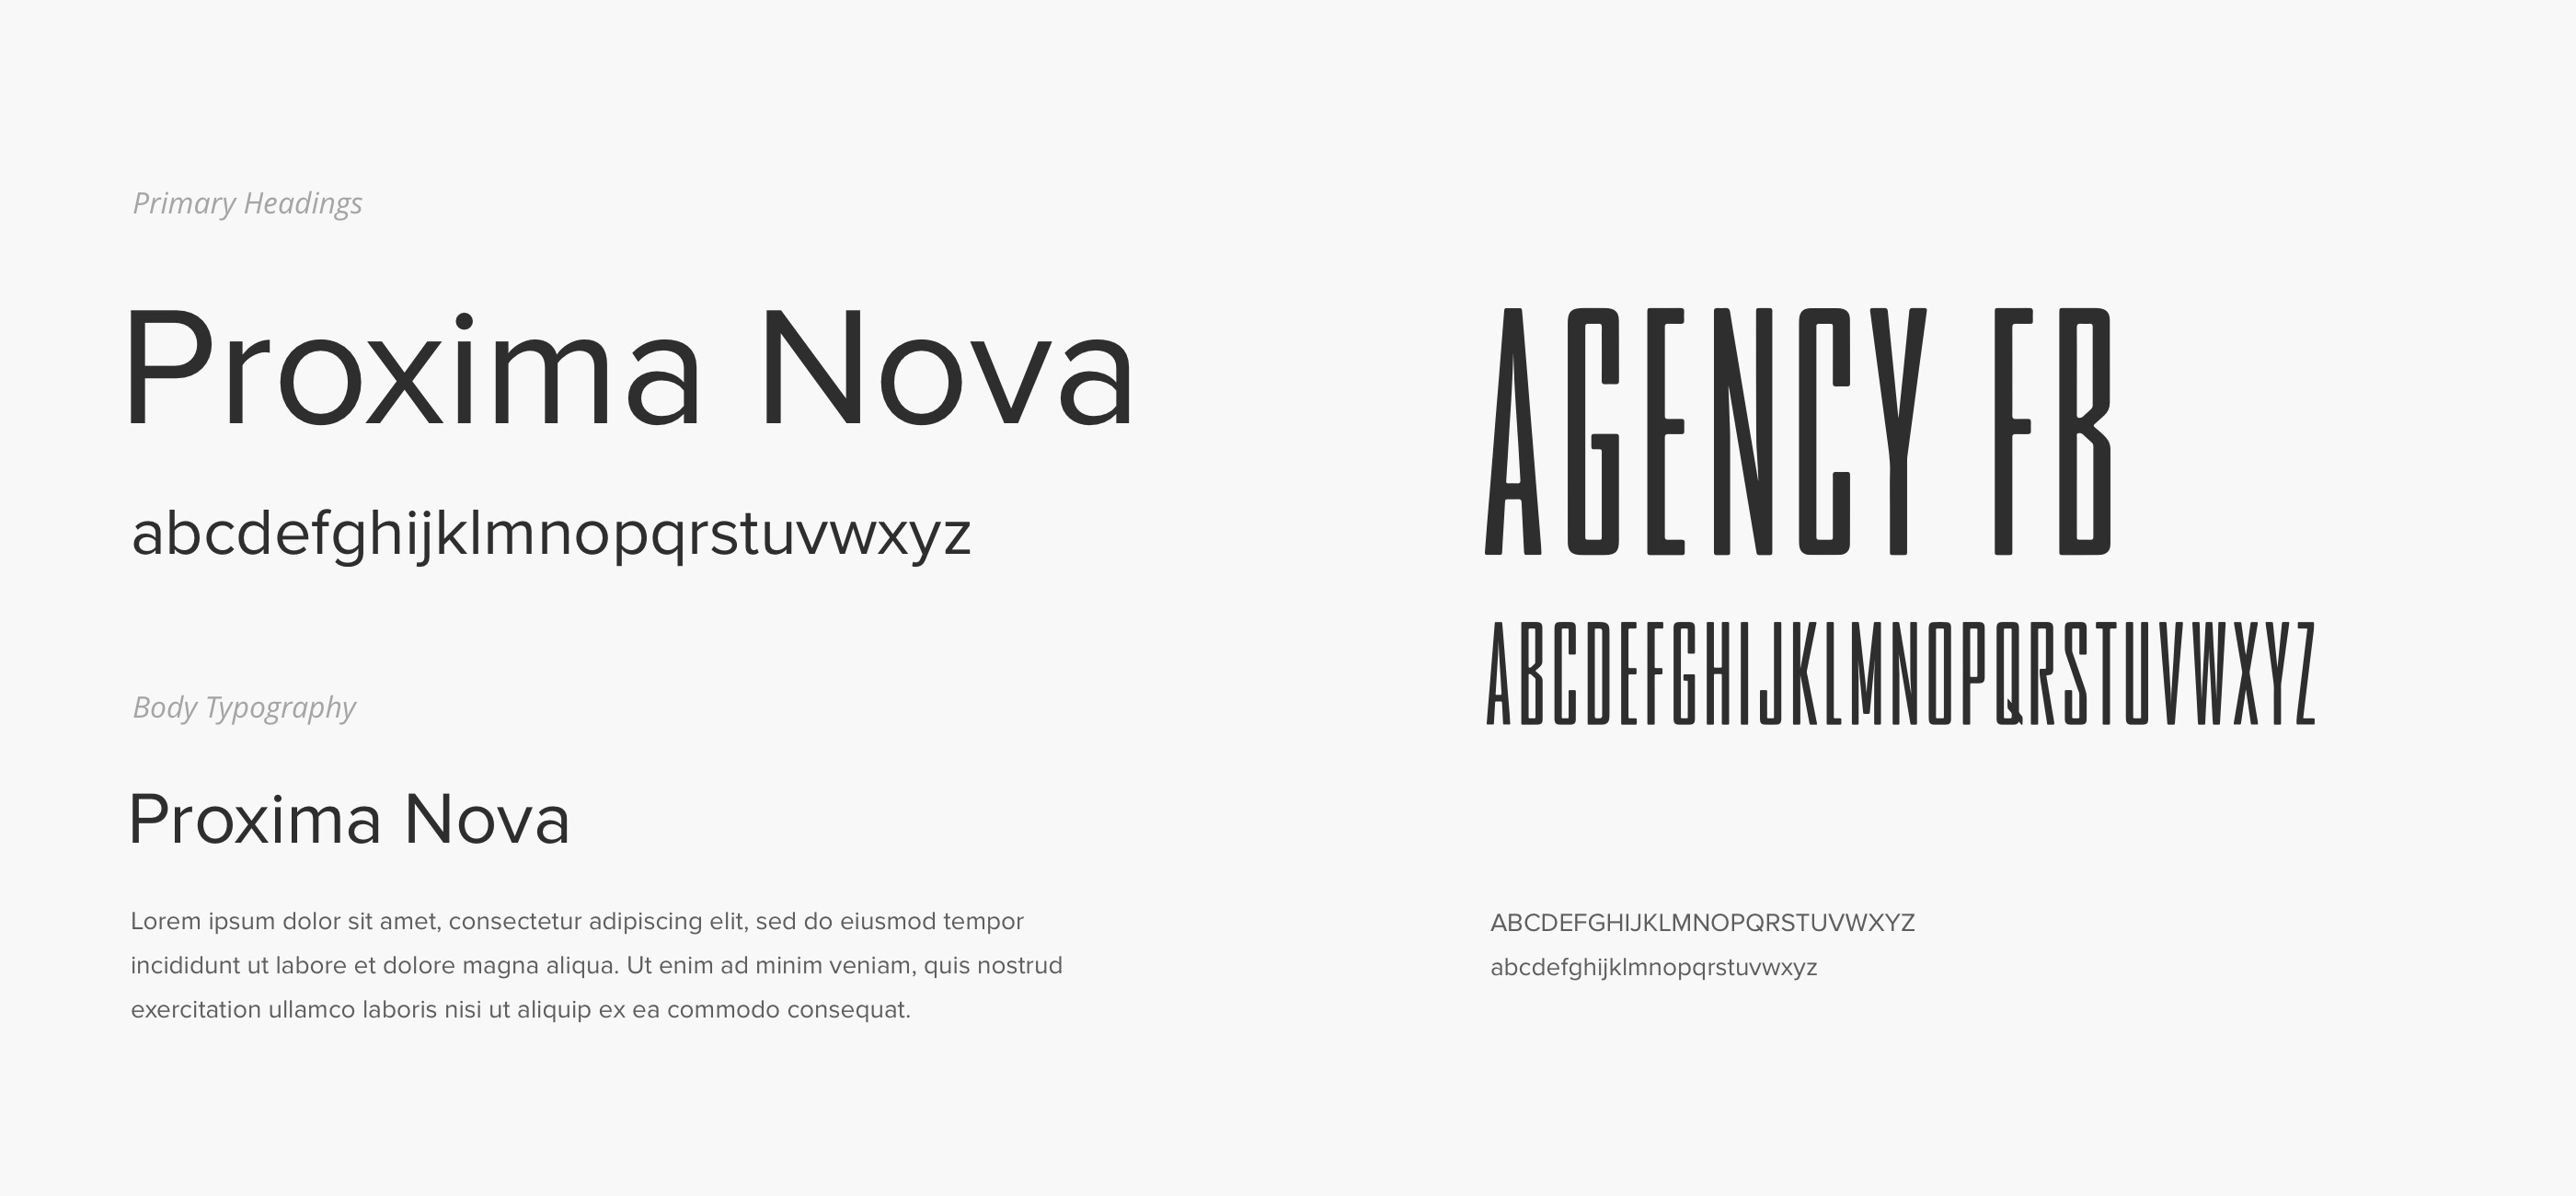 Primary Headings
Proxima Nova
abcdefghijklmnopqrstuvwxyz
AGENCY FB
ABCDEFGHIJKLMNOPQRSTUVWXYZ
Body Typography
Proxima Nova
Lorem ipsum dolor sit amet, consectetur adipiscing elit, sed do eiusmod tempor
incididunt ut labore et dolore magna aliqua. Ut enim ad minim veniam, quis nostrud
exercitation ullamco laboris nisi ut aliquip ex ea commodo consequat.
ABCDEFGHIJKLMNOPQRSTUVWXYZ
abcdefghijklmnopqrstuvwxyz